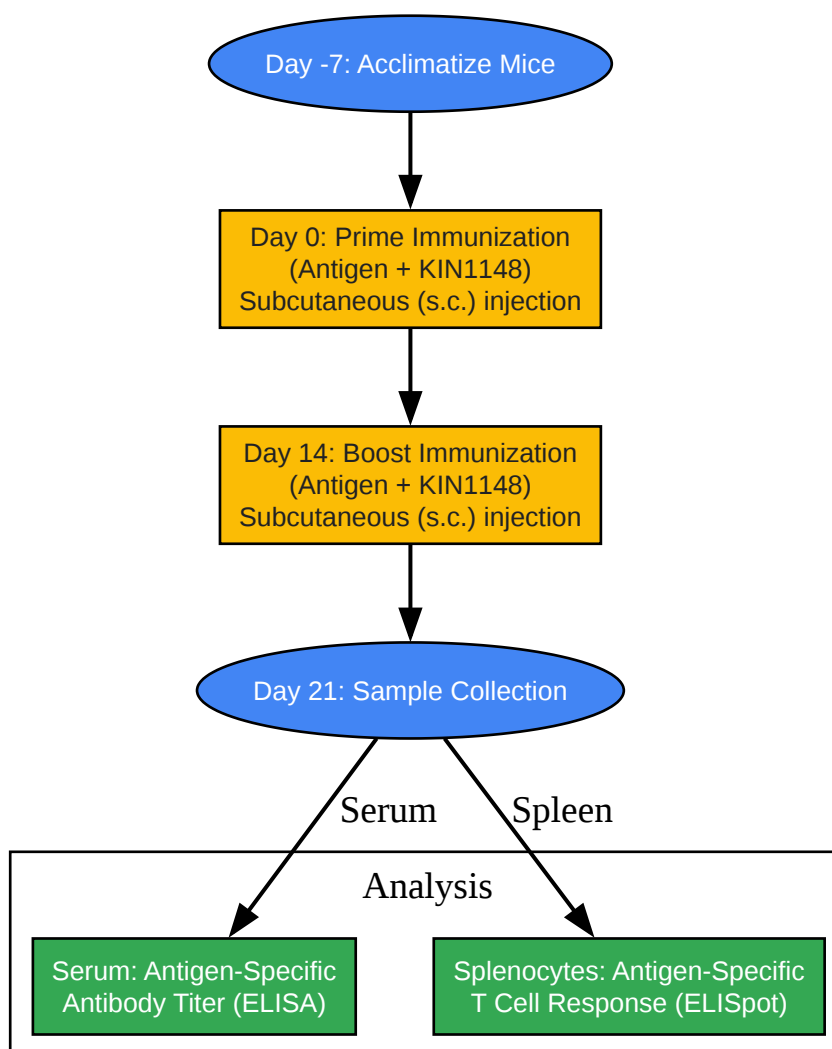 Day -7: Acclimatize Mice
Day 0: Prime Immunization
(Antigen + KIN1148)
Subcutaneous (s.c.) injection
Day 14: Boost Immunization
(Antigen + KIN1148)
Subcutaneous (s.c.) injection
Day 21: Sample Collection
Serum
Spleen
Analysis
Serum: Antigen-Specific
Antibody Titer (ELISA)
Splenocytes: Antigen-Specific
T Cell Response (ELISpot)